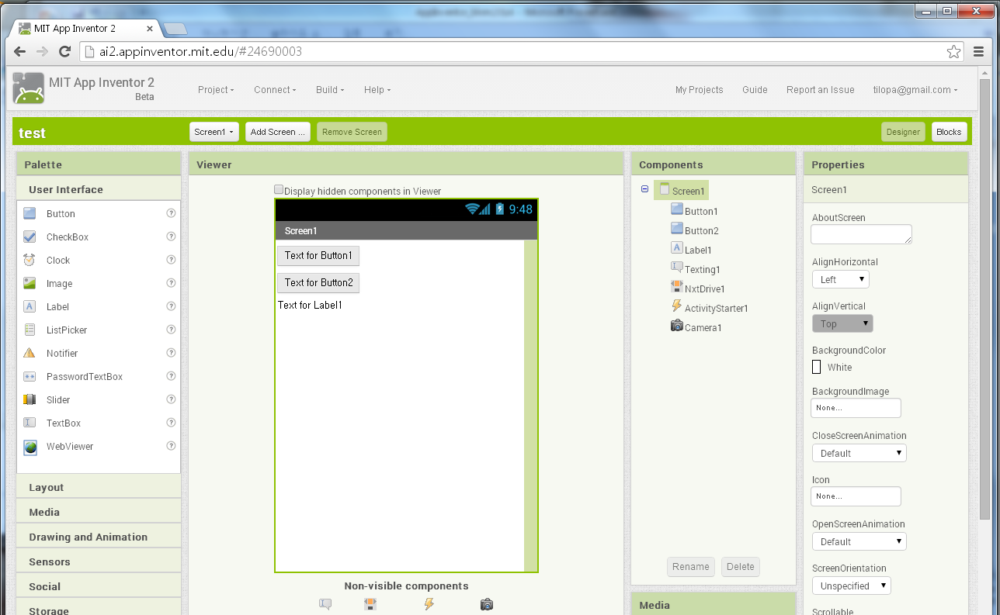 MIT App Inventor 2
ai2.appinventor.mit.edu/#24690003
MIT App Inventor 2
Beta
Project
Connect
Build
Help
My Projects
Guide
Report an Issue
tilopa@gmail.com
test
Screen1
Add Screen ...
Remove Screen
Designer
Blocks
Palette
User Interface
Button
CheckBox
Clock
Image
Label
ListPicker
Notifier
PasswordTextBox
Slider
TextBox
WebViewer
Layout
Media
Drawing and Animation
Sensors
Social
Storage
Viewer
Display hidden components in Viewer
9:48
Screen1
Text for Button1
Text for Button2
Text for Label1
Non-visible components
Components
Screen1
Button1
Button2
Label1
Texting1
NxtDrive1
ActivityStarter1
Camera1
Rename
Delete
Media
Properties
Screen1
AboutScreen
AlignHorizontal
Left
AlignVertical
Top
BackgroundColor
White
BackgroundImage
None...
CloseScreenAnimation
Default
Icon
None...
OpenScreenAnimation
Default
ScreenOrientation
Unspecified
Scrollable